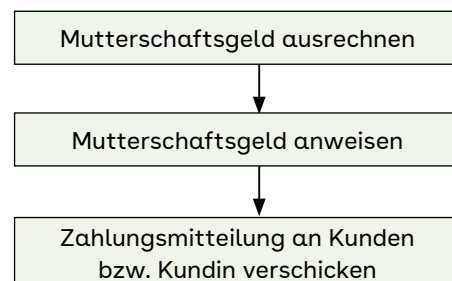 Mutterschaftsgeld ausrechnen
Mutterschaftsgeld anweisen
Zahlungsmitteilung an Kunden
bzw. Kundin verschicken